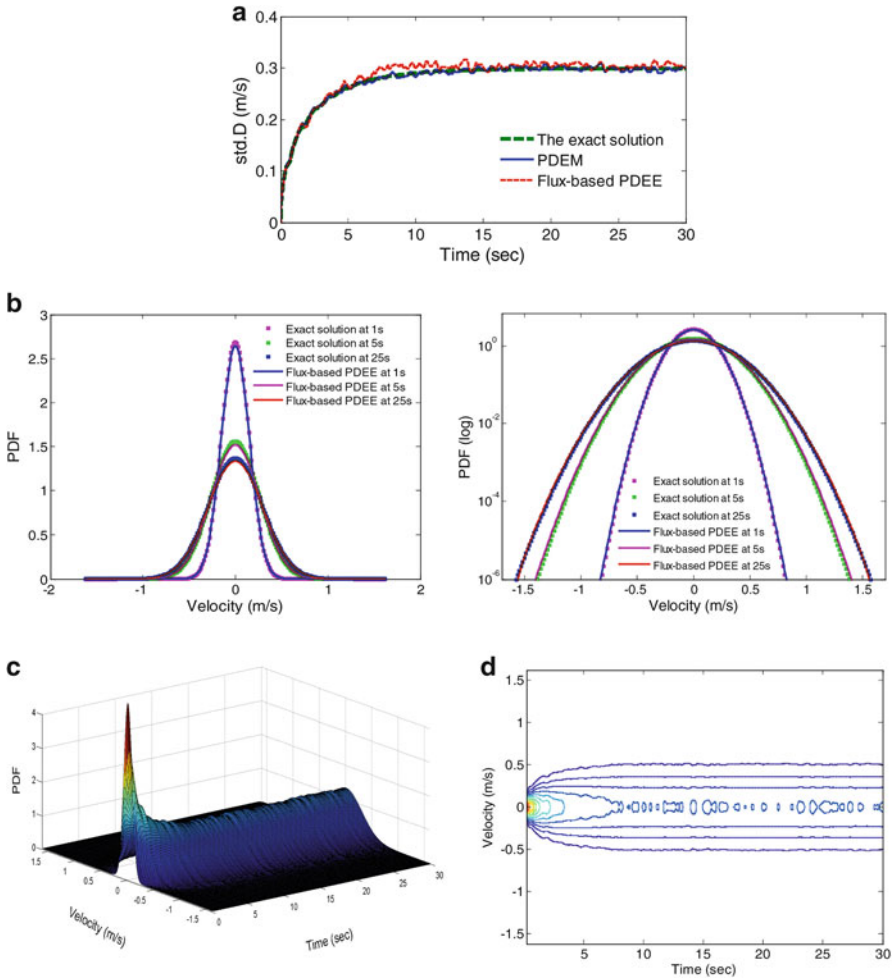 a
0.4
0.3
0.2
0.1
0
std.D (m/s)
The exact solution
PDEM
Flux-based PDEE
0 5 10 15 20 25 30
Time (sec)
b
3
2.5
2
1.5
1
0.5
0
PDF
Exact solution at 1s
Exact solution at 5s
Exact solution at 25s
Flux-based PDEE at 1s
Flux-based PDEE at 5s
Flux-based PDEE at 25s
-2 -1 0 1 2
Velocity (m/s)
10⁰
10⁻²
10⁻⁴
10⁻⁶
PDF (log)
Exact solution at 1s
Exact solution at 5s
Exact solution at 25s
Flux-based PDEE at 1s
Flux-based PDEE at 5s
Flux-based PDEE at 25s
-1.5 -1 -0.5 0 0.5 1 1.5
Velocity (m/s)
c
4
3
2
1
0
PDF
1.5 1 0.5 0 -0.5 -1 -1.5
Velocity (m/s)
0 5 10 15 20 25 30
Time (sec)
d
1.5
1
0.5
0
-0.5
-1
-1.5
Velocity (m/s)
5 10 15 20 25 30
Time (sec)